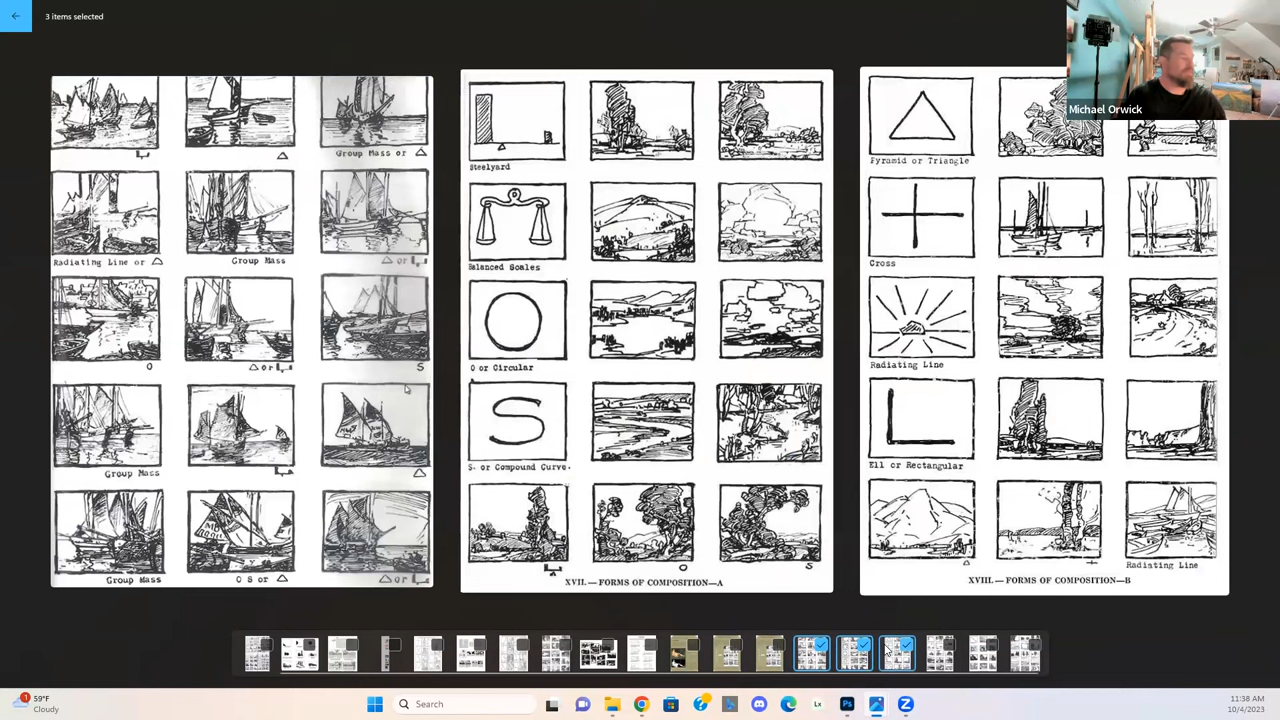 3 items selected
Michael Orwick
Group Mass or △
Radiating Line or △
Group Mass
△ or
O
△ or
S
Group Mass
△
Group Mass
O S or △
△ or
Steelyard
Balanced Scales
O or Circular
S. or Compound Curve.
O
S
XVII.—FORMS OF COMPOSITION—A
Pyramid or Triangle
Cross
Radiating Line
Ell or Rectangular
Radiating Line
XVIII.—FORMS OF COMPOSITION—B
59°F
Cloudy
Search
11:38 AM
10/4/2023